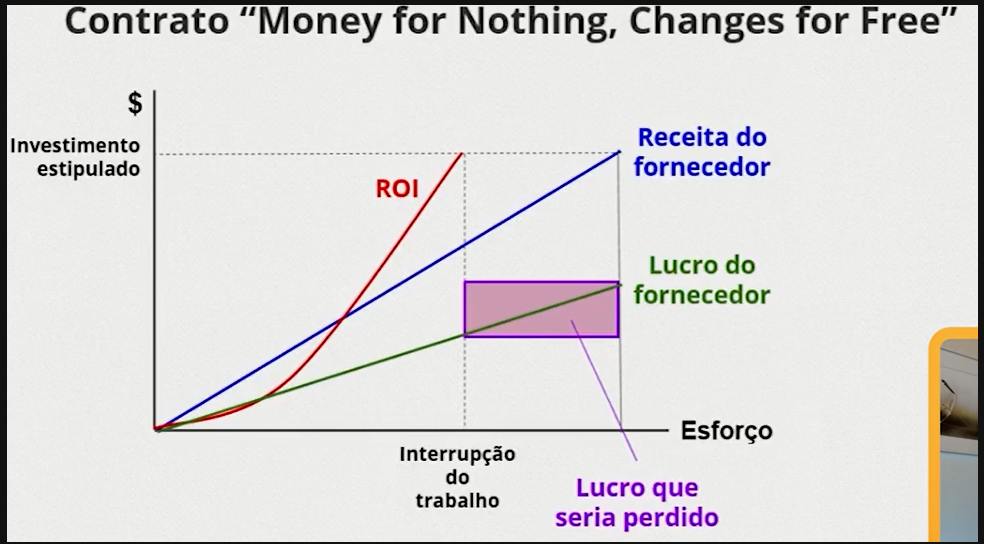 Contrato “Money for Nothing, Changes for Free”
$
Investimento
estipulado
ROI
Receita do
fornecedor
Lucro do
fornecedor
Esforço
Interrupção
do
trabalho
Lucro que
seria perdido